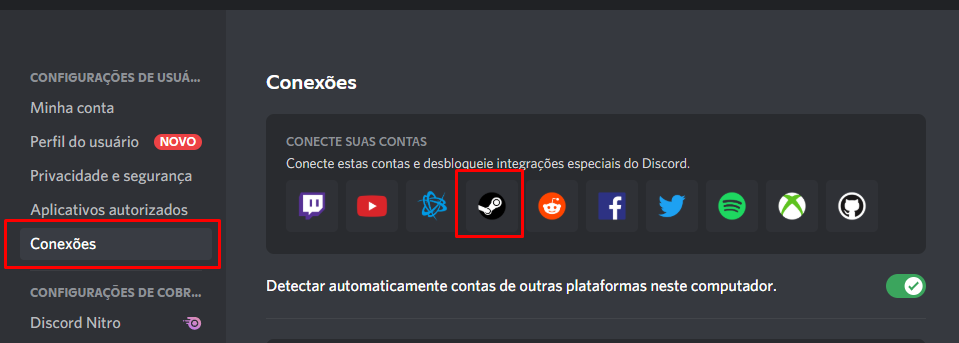 CONFIGURAÇÕES DE USUÁ...
Minha conta
Perfil do usuário NOVO
Privacidade e segurança
Aplicativos autorizados
Conexões
CONFIGURAÇÕES DE COBR...
Discord Nitro
Conexões
CONECTE SUAS CONTAS
Conecte estas contas e desbloqueie integrações especiais do Discord.
Detectar automaticamente contas de outras plataformas neste computador.